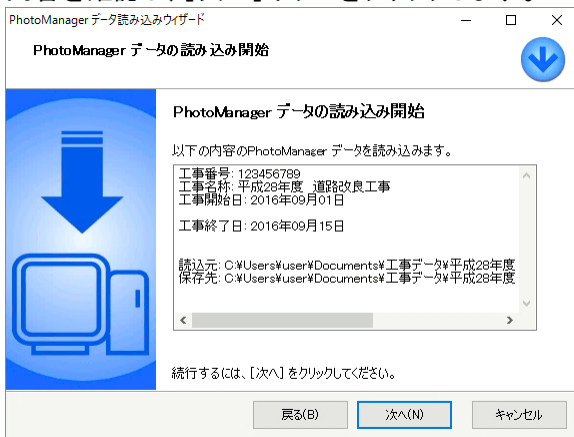 PhotoManager データ読み込みウィザード
PhotoManager データの読み込み開始
PhotoManager データの読み込み開始
以下の内容のPhotoManager データを読み込みます。
工事番号: 123456789
工事名称: 平成28年度　道路改良工事
工事開始日: 2016年09月01日
工事終了日: 2016年09月15日
読込元: C:¥Users¥user¥Documents¥工事データ¥平成28年度
保存先: C:¥Users¥user¥Documents¥工事データ¥平成28年度
続行するには、[次へ] をクリックしてください。
戻る(B)
次へ(N)
キャンセル